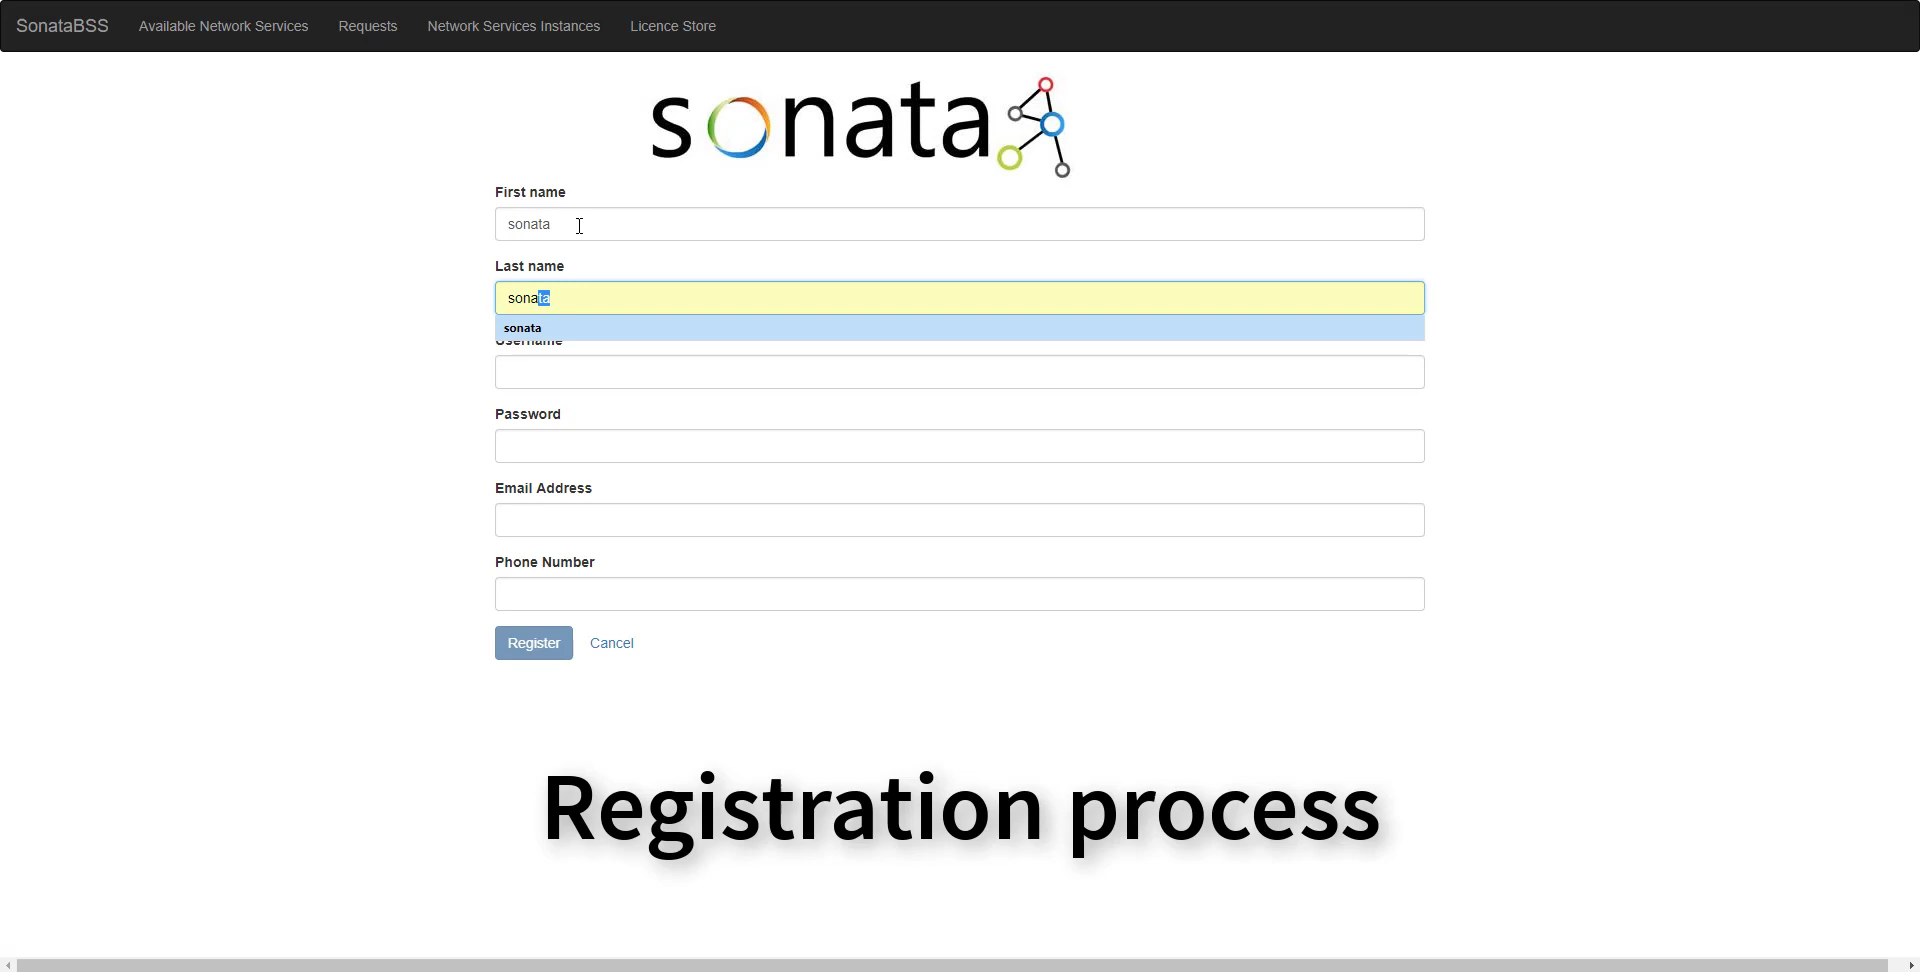 SonataBSS Available Network Services Requests Network Services Instances Licence Store
sonata
First name
sonata
Last name
sonata
sonata
Username
Password
Email Address
Phone Number
Register Cancel
Registration process